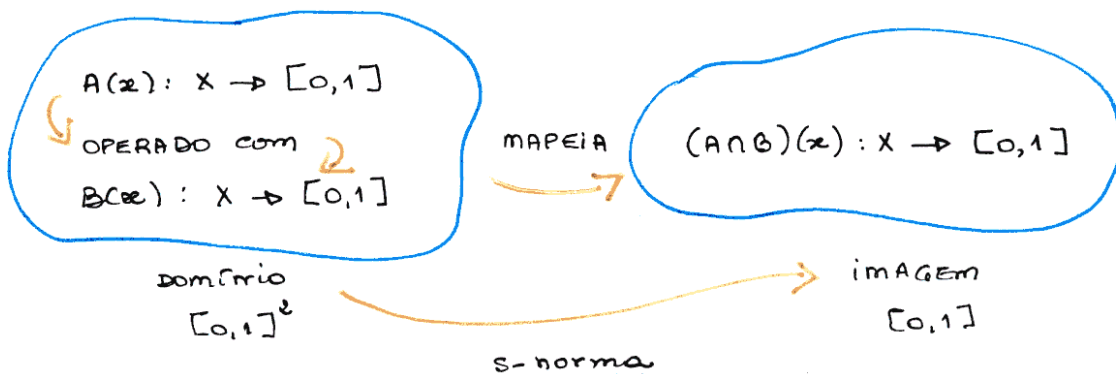 A(x): X → [0,1]
OPERADO com
B(x): X → [0,1]
MAPEIA
(A∩B)(x): X → [0,1]
DOMÍNIO
[0,1]²
IMAGEM
[0,1]
S-norma